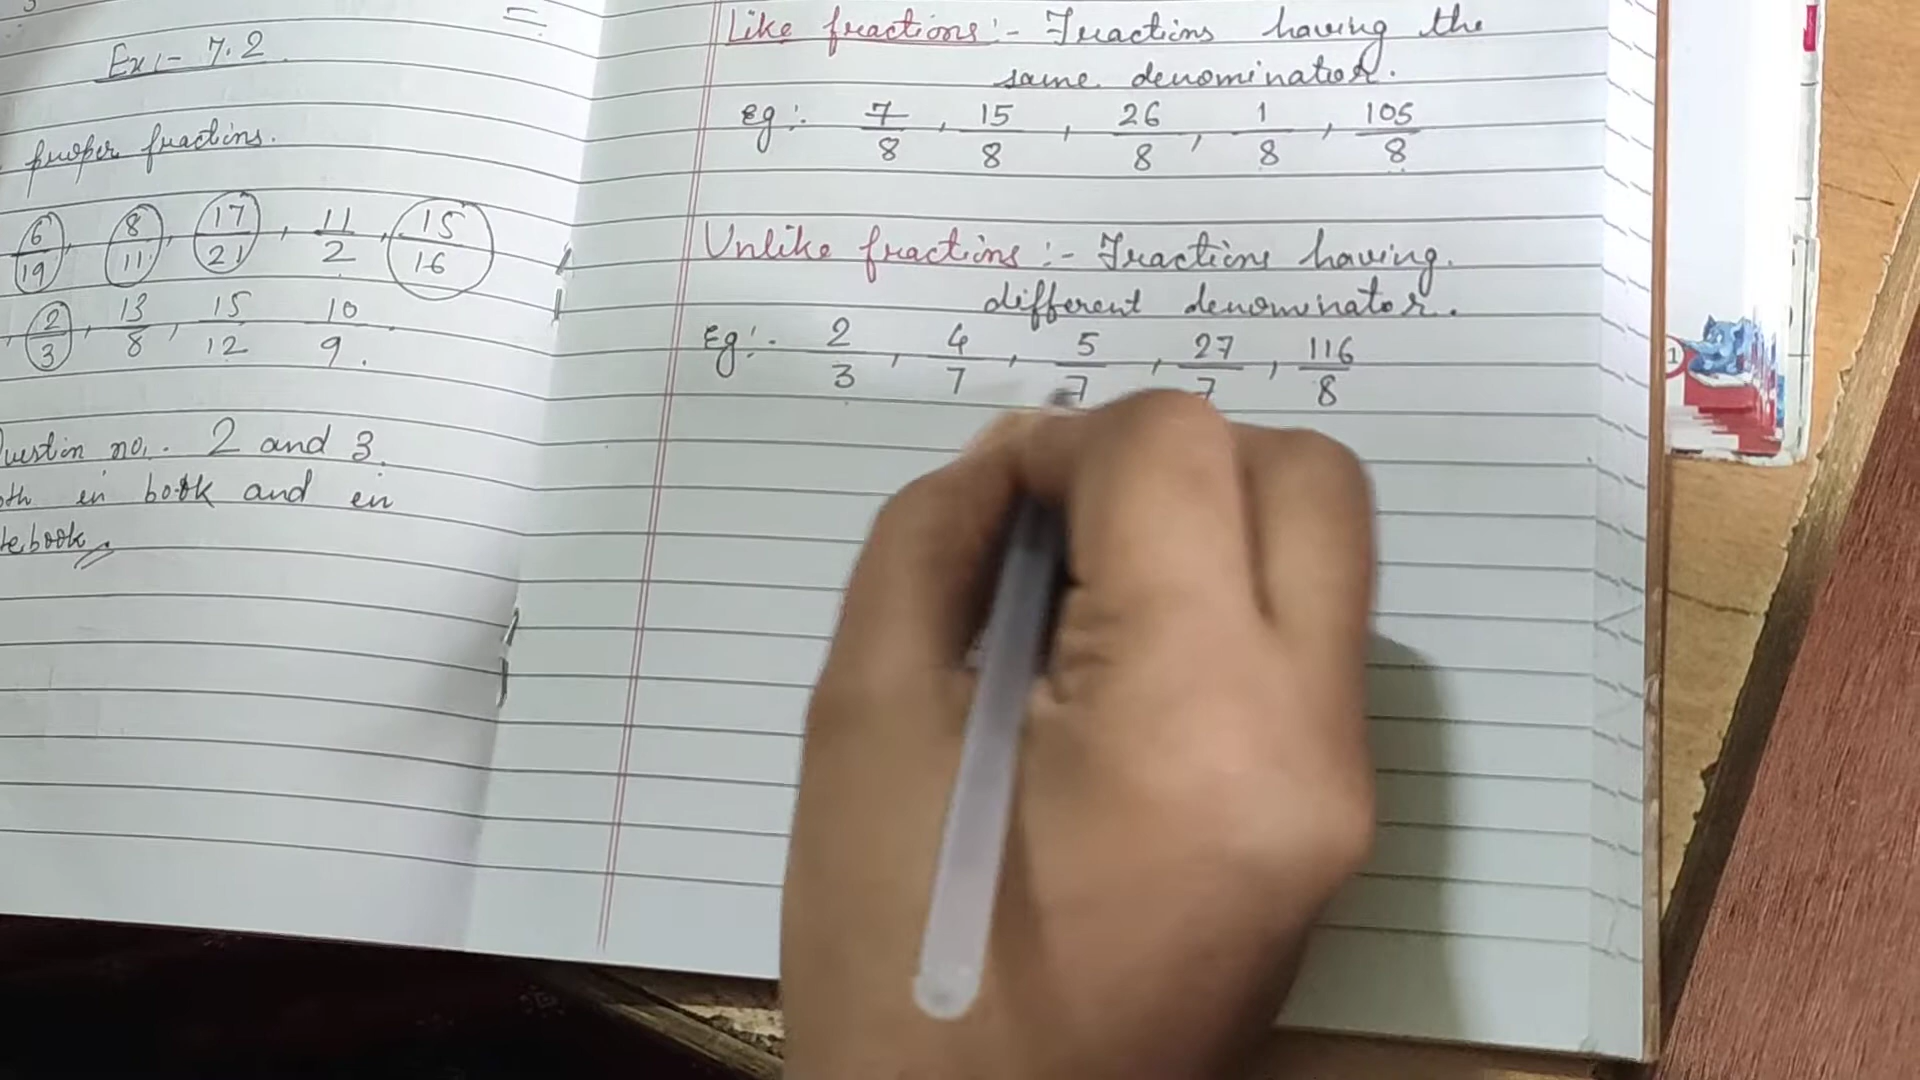 Ex:- 7.2
proper fractions.
6/19, 8/11, 17/21, 11/2, 15/16
, 2/3, 13/8, 15/12, 10/9.
no. 2 and 3.
in book and in
Like fractions:- Fractions having the
same denominator.
eg:. 7/8, 15/8, 26/8, 1/8, 105/8
Unlike fractions:- Fractions having.
different denominator.
Eg:- 2/3, 4/7, 5/7, 27/7, 116/8
1